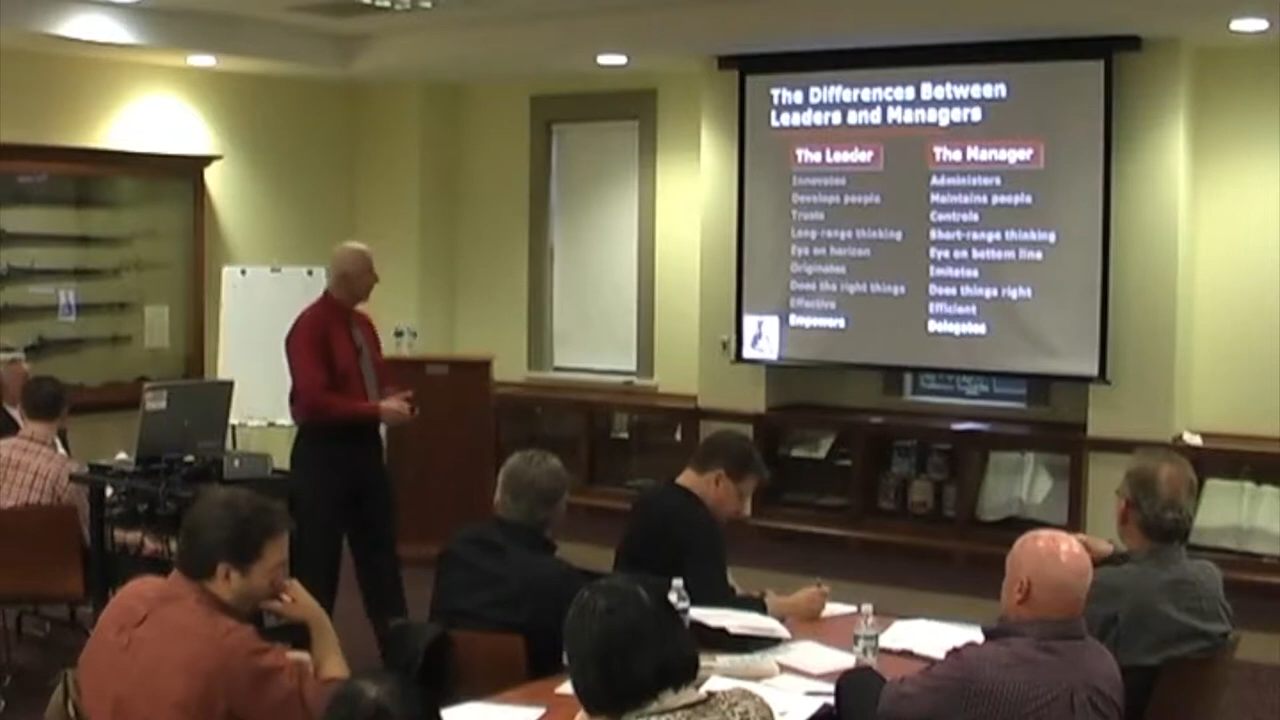 The Differences Between
Leaders and Managers
The Leader
The Manager
Innovates
Administers
Develops people
Maintains people
Trusts
Controls
Long-range thinking
Short-range thinking
Eye on horizon
Eye on bottom line
Originates
Imitates
Does the right things
Does things right
Effective
Efficient
Empowers
Delegates